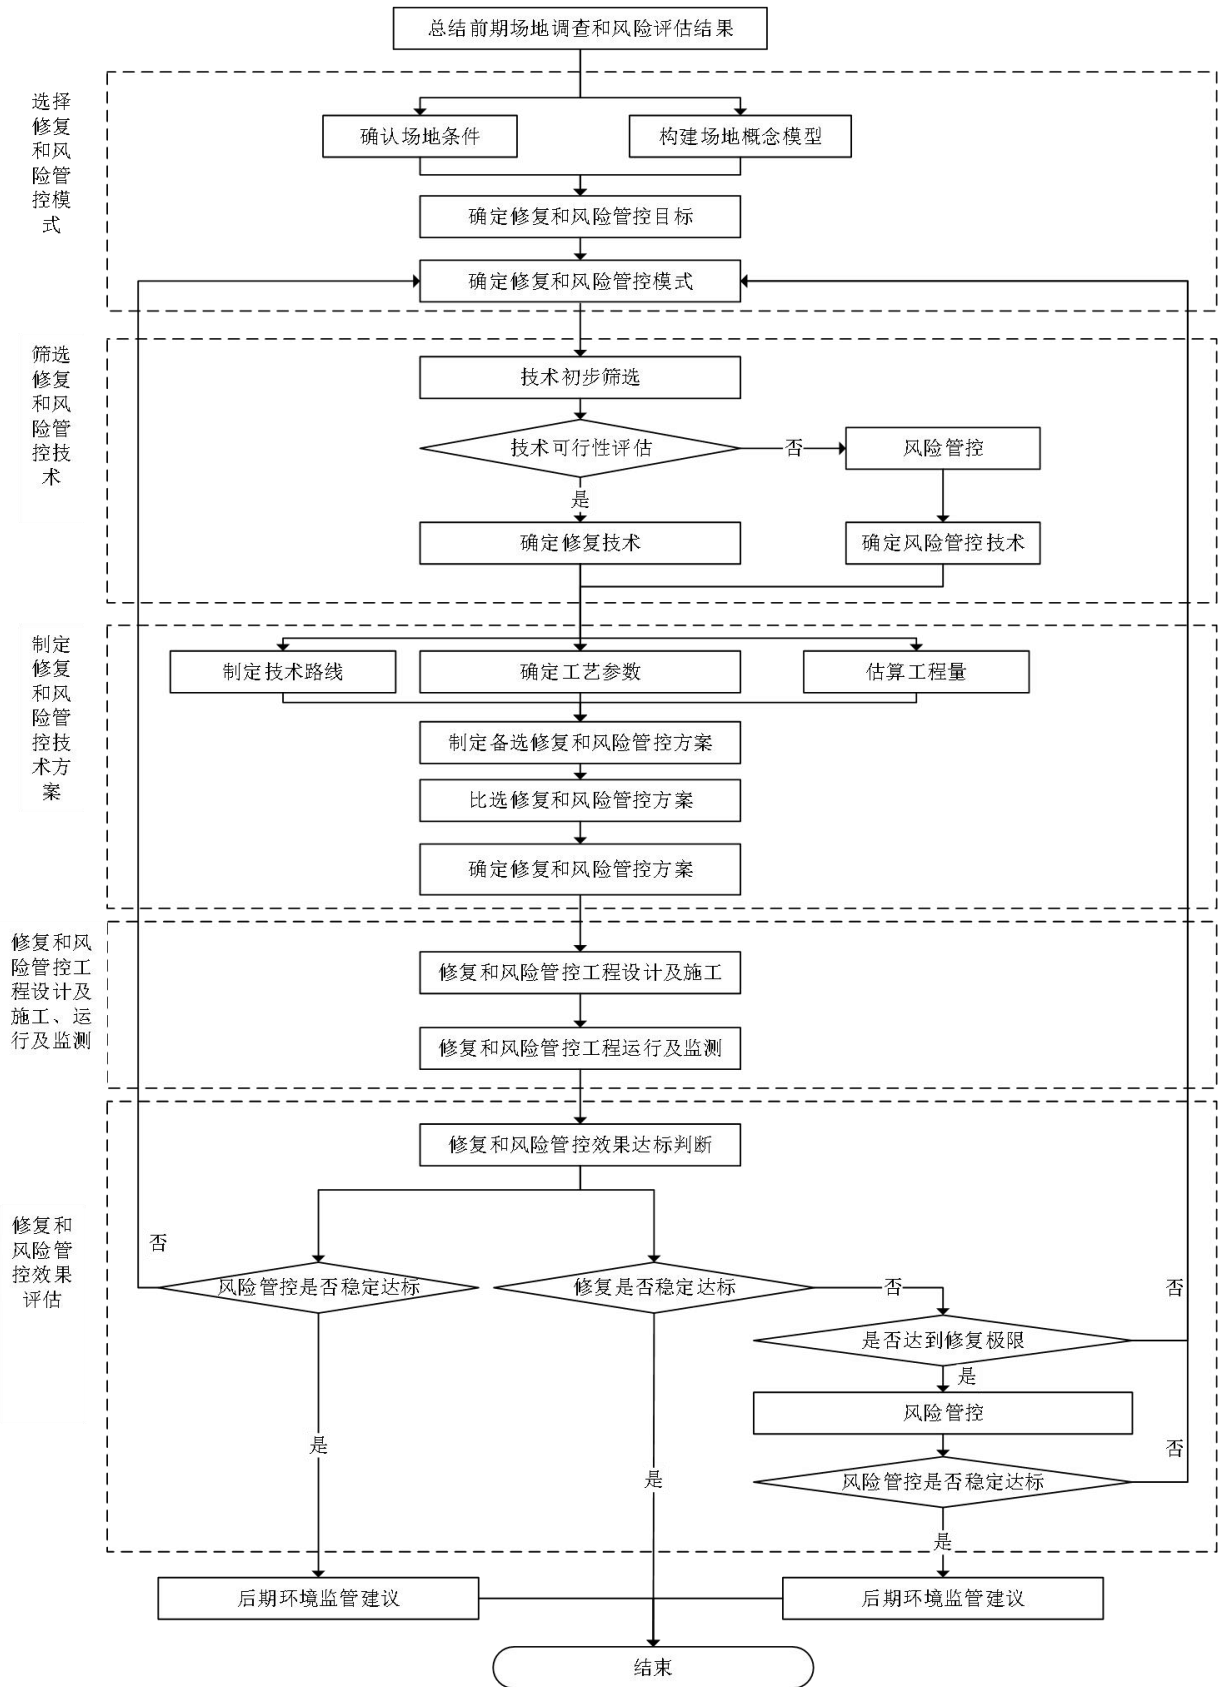 总结前期场地调查和风险评估结果
选择
修复
和风
险管
控模
式
确认场地条件
构建场地概念模型
确定修复和风险管控目标
确定修复和风险管控模式
筛选
修复
和风
险管
控技
术
技术初步筛选
技术可行性评估
否
风险管控
是
确定修复技术
确定风险管控技术
制定
修复
和风
险管
控技
术方
案
制定技术路线
确定工艺参数
估算工程量
制定备选修复和风险管控方案
比选修复和风险管控方案
确定修复和风险管控方案
修复和风
险管控工
程设计及
施工、运
行及监测
修复和风险管控工程设计及施工
修复和风险管控工程运行及监测
修复和
风险管
控效果
评估
修复和风险管控效果达标判断
否
风险管控是否稳定达标
修复是否稳定达标
否
否
是否达到修复极限
是
风险管控
是
否
是
风险管控是否稳定达标
是
后期环境监管建议
后期环境监管建议
结束